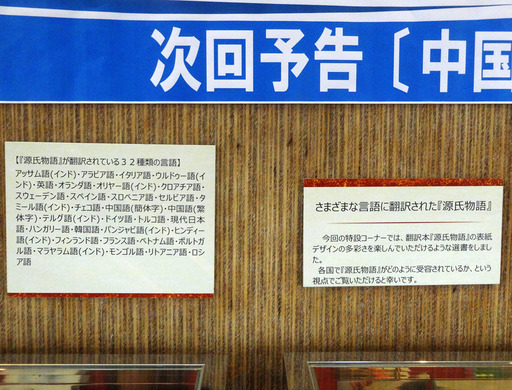 次回予告〔中国
【『源氏物語』が翻訳されている３２種類の言語】
アッサム語(インド)・アラビア語・イタリア語・ウルドゥー語(イ
ンド)・英語・オランダ語・オリヤー語(インド)・クロアチア語・
スウェーデン語・スペイン語・スロベニア語・セルビア語・タ
ミール語(インド)・チェコ語・中国語(簡体字)・中国語(繁
体字)・テルグ語(インド)・ドイツ語・トルコ語・現代日本
語・ハンガリー語・韓国語・パンジャビ語(インド)・ヒンディー
語(インド)・フィンランド語・フランス語・ベトナム語・ポルトガ
ル語・マラヤラム語(インド)・モンゴル語・リトアニア語・ロシ
ア語
さまざまな言語に翻訳された『源氏物語』
今回の特設コーナーでは、翻訳本『源氏物語』の表紙
デザインの多彩さを楽しんでいただけるような選書をしまし
た。
各国で『源氏物語』がどのように受容されているか、という
視点でご覧いただけると幸いです。